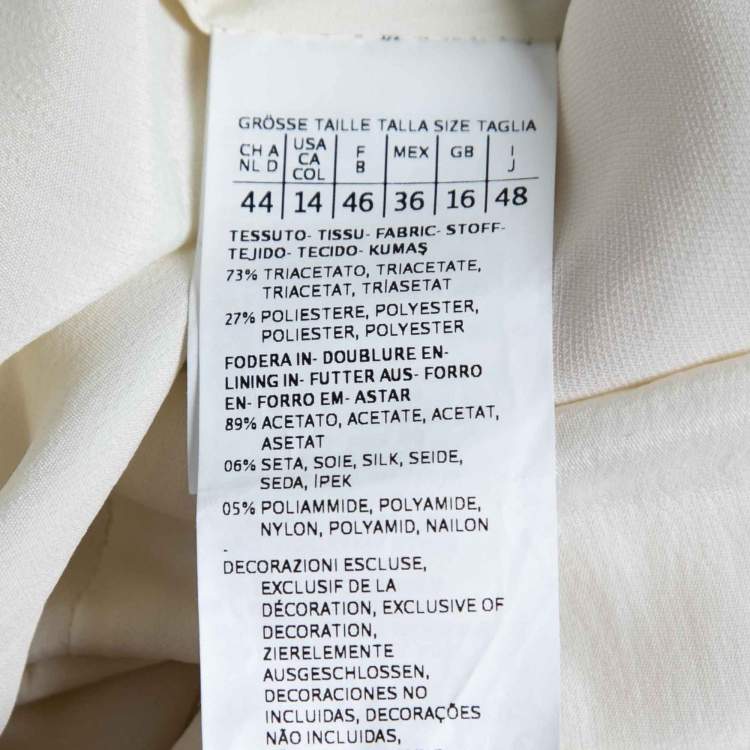 GRÖSSE TAILLE TALLA SIZE TAGLIA
CH A USA F MEX GB I
NL D CA B J
COL
44 14 46 36 16 48
TESSUTO- TISSU- FABRIC- STOFF-
TEJIDO- TECIDO- KUMAŞ
73% TRIACETATO, TRIACETATE,
TRIACETAT, TRIASETAT
27% POLIESTERE, POLYESTER,
POLIESTER, POLYESTER
FODERA IN- DOUBLURE EN-
LINING IN- FUTTER AUS- FORRO
EN- FORRO EM- ASTAR
89% ACETATO, ACETATE, ACETAT,
ASETAT
06% SETA, SOIE, SILK, SEIDE,
SEDA, İPEK
05% POLIAMMIDE, POLYAMIDE,
NYLON, POLYAMID, NAILON
-
DECORAZIONI ESCLUSE,
EXCLUSIF DE LA
DÉCORATION, EXCLUSIVE OF
DECORATION,
ZIERELEMENTE
AUSGESCHLOSSEN,
DECORACIONES NO
INCLUIDAS, DECORAÇÕES
NÃO INCLUIDAS,